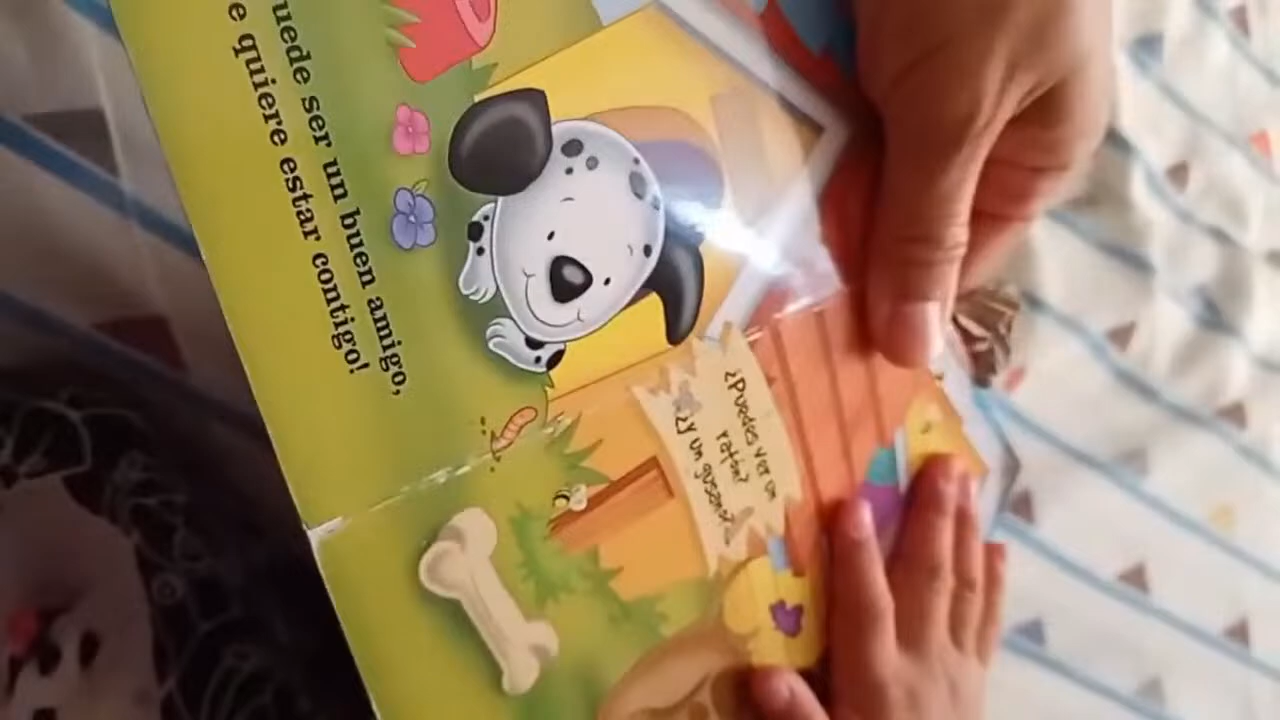 uede ser un buen amigo,
e quiere estar contigo!
¿Puedes ver un
ratón?
¿Y un gusano?